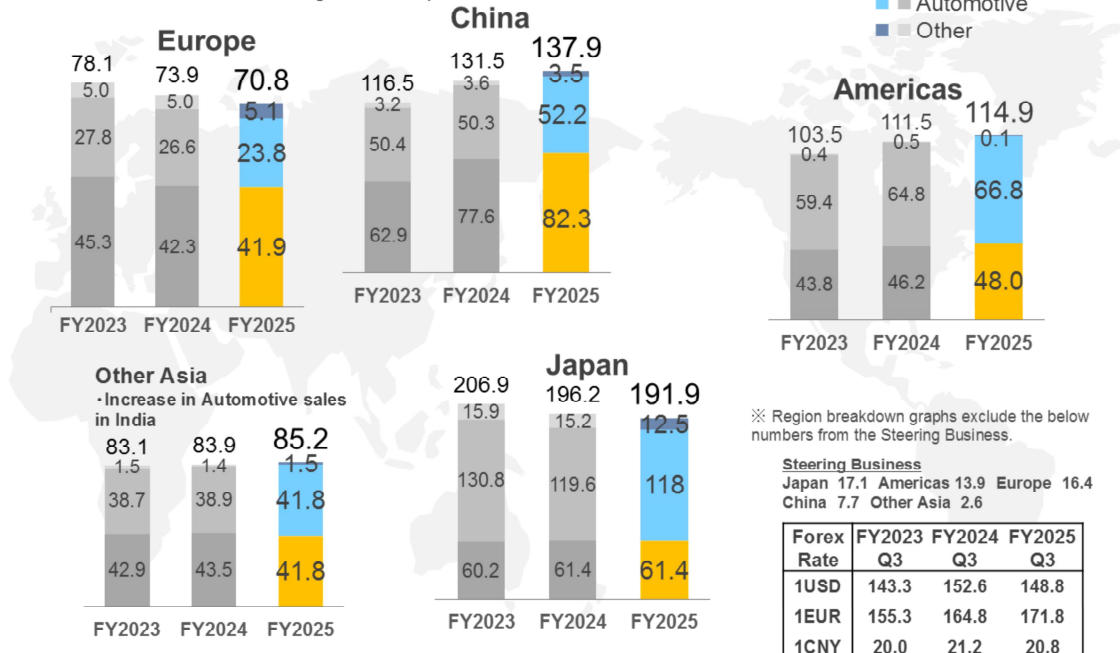 Automotive
Other
China
137.9
131.5
116.5
3.5
3.6
3.2
52.2
50.3
50.4
82.3
77.6
62.9
FY2023 FY2024 FY2025
Europe
78.1
73.9
70.8
5.0
5.0
5.1
27.8
26.6
23.8
45.3
42.3
41.9
FY2023 FY2024 FY2025
Americas
103.5
111.5
114.9
0.4
0.5
0.1
59.4
64.8
66.8
43.8
46.2
48.0
FY2023 FY2024 FY2025
Other Asia
・Increase in Automotive sales
in India
83.1
83.9
85.2
1.5
1.4
1.5
38.7
38.9
41.8
42.9
43.5
41.8
FY2023 FY2024 FY2025
Japan
206.9
196.2
191.9
15.9
15.2
12.5
130.8
119.6
118
60.2
61.4
61.4
FY2023 FY2024 FY2025
※ Region breakdown graphs exclude the below
numbers from the Steering Business.
Steering Business
Japan 17.1 Americas 13.9 Europe 16.4
China 7.7 Other Asia 2.6
Forex FY2023 FY2024 FY2025
Rate Q3 Q3 Q3
1USD 143.3 152.6 148.8
1EUR 155.3 164.8 171.8
1CNY 20.0 21.2 20.8